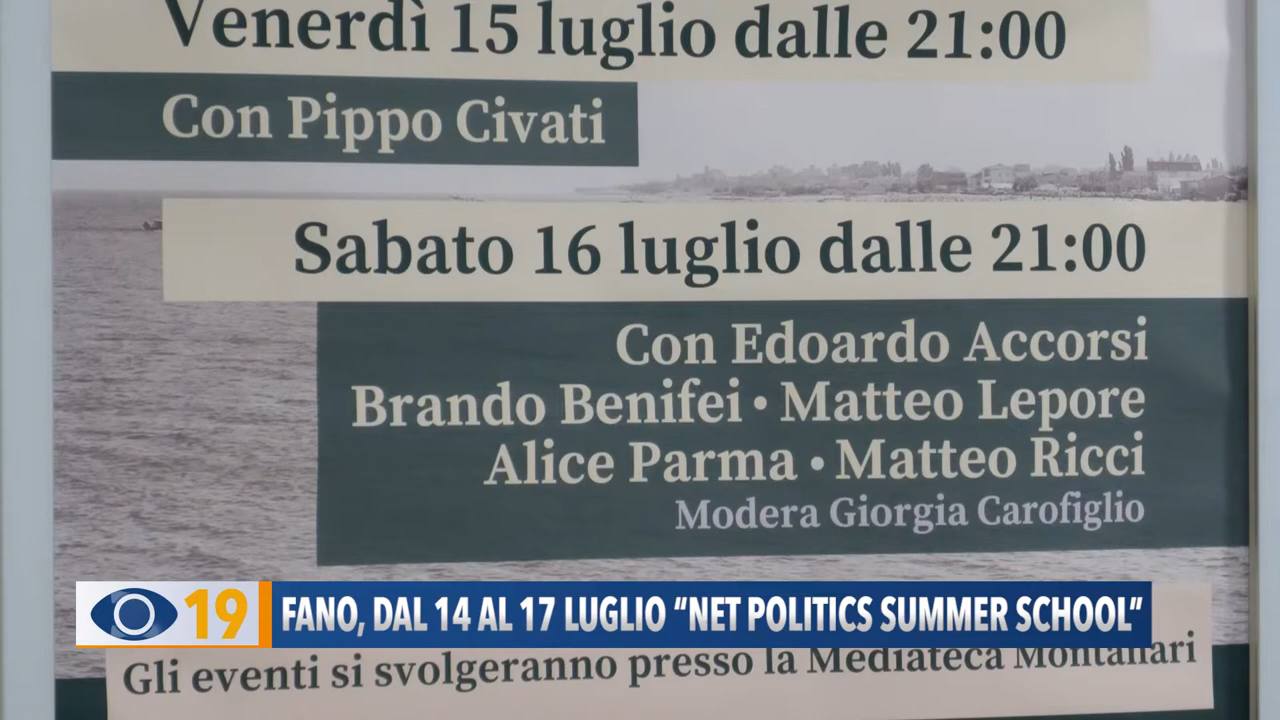 Venerdì 15 luglio dalle 21:00
Con Pippo Civati
Sabato 16 luglio dalle 21:00
Con Edoardo Accorsi
Brando Benifei • Matteo Lepore
Alice Parma • Matteo Ricci
Modera Giorgia Carofiglio
19 FANO, DAL 14 AL 17 LUGLIO “NET POLITICS SUMMER SCHOOL”
Gli eventi si svolgeranno presso la Mediateca Montanari